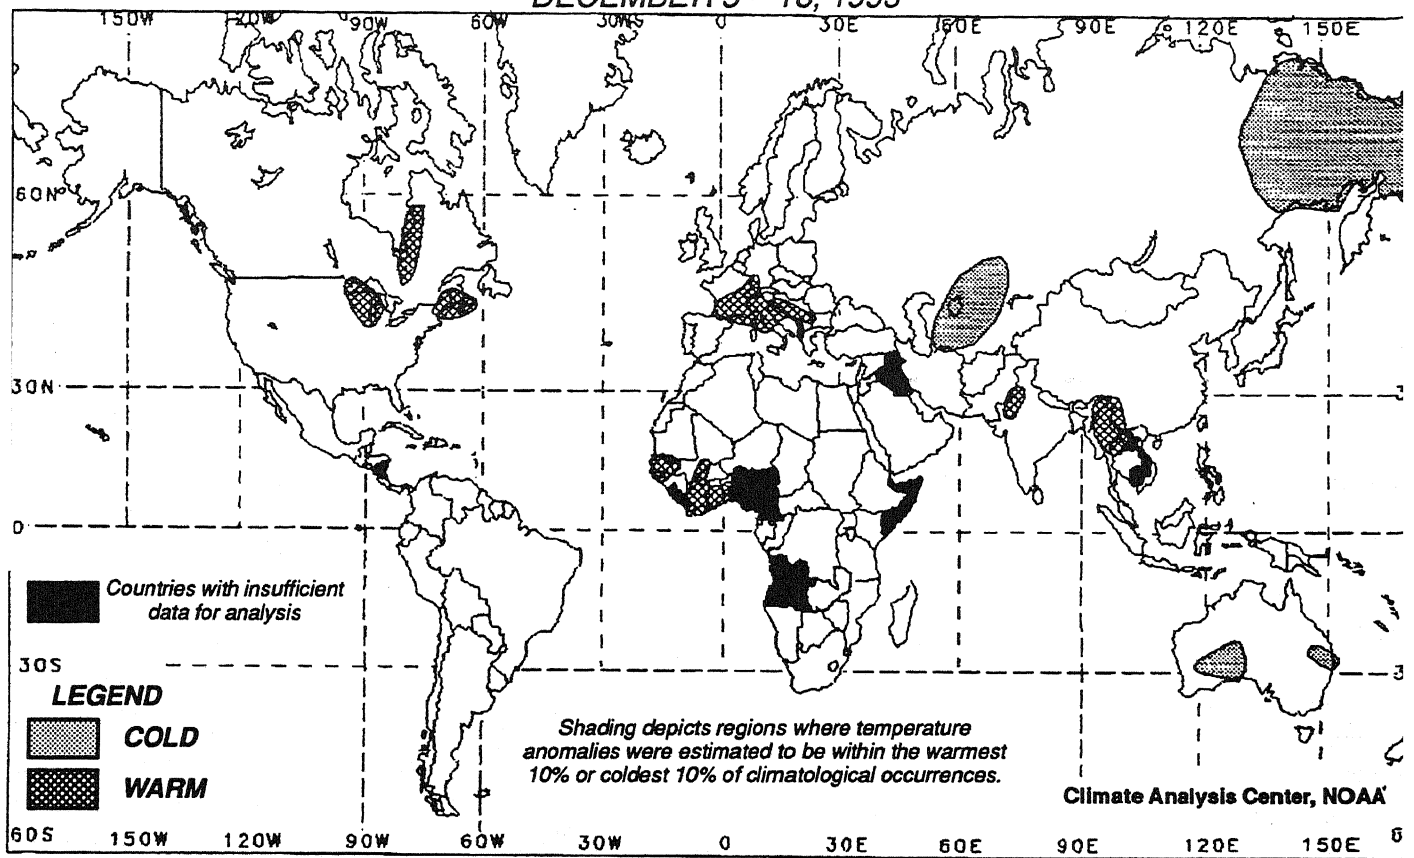 150W 120W 90W 60W 0 30E 60E 90E 120E 150E
60N
30N
0
Countries with insufficient
data for analysis
30S
LEGEND
COLD
WARM
Shading depicts regions where temperature
anomalies were estimated to be within the warmest
10% or coldest 10% of climatological occurrences.
Climate Analysis Center, NOAA
60S 150W 120W 90W 60W 30W 0 30E 60E 90E 120E 150E